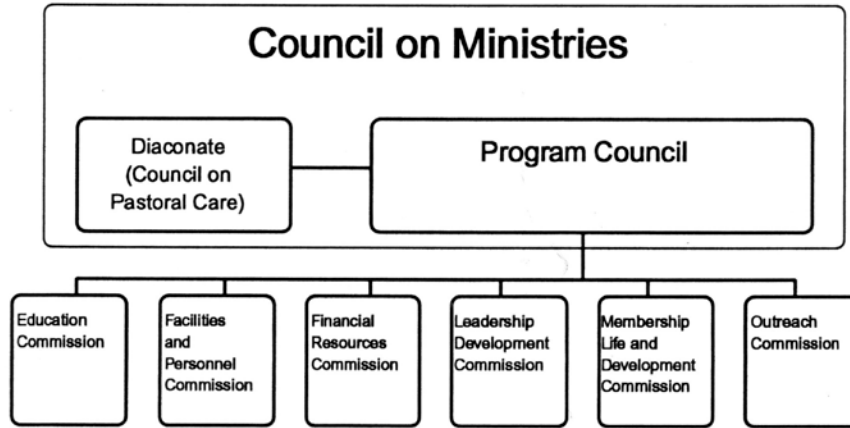 Council on Ministries
Diaconate
(Council on
Pastoral Care)
Program Council
Education
Commission
Facilities
and
Personnel
Commission
Financial
Resources
Commission
Leadership
Development
Commission
Membership
Life and
Development
Commission
Outreach
Commission